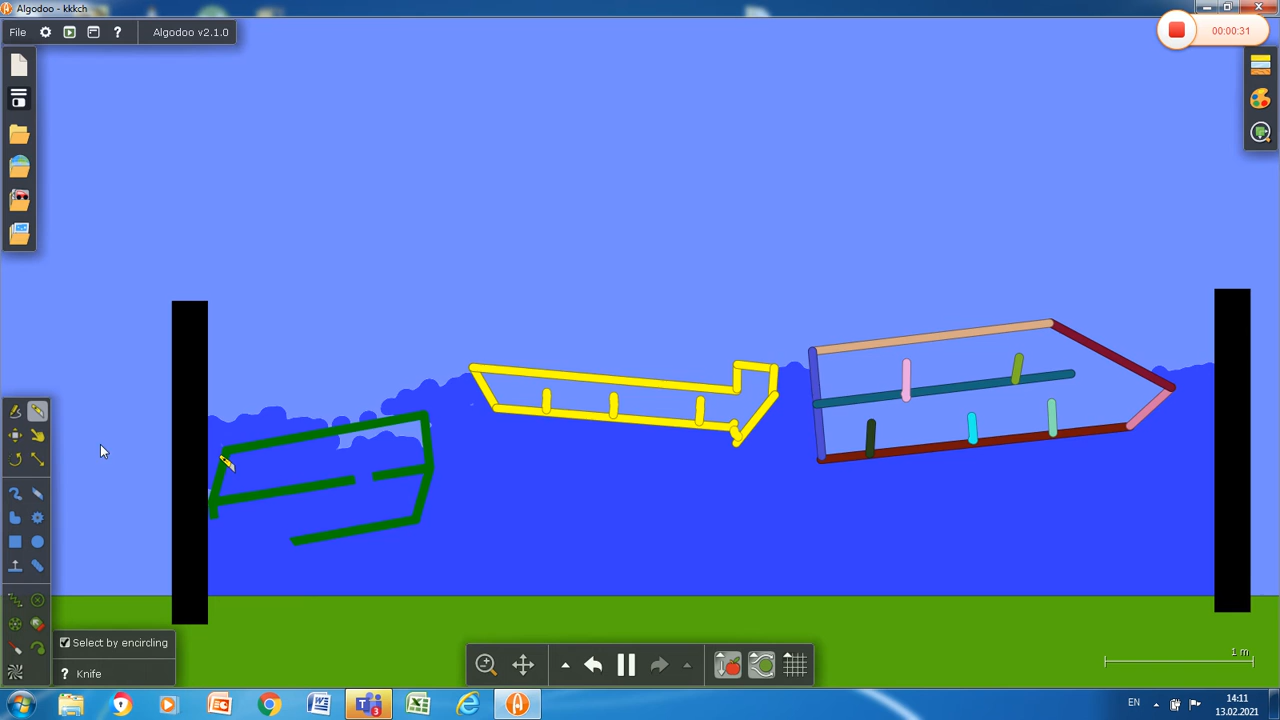 Algodoo - kkkch
00:00:31
File
?
Algodoo v2.1.0
Select by encircling
? Knife
1 m
3
EN
14:11
13.02.2021